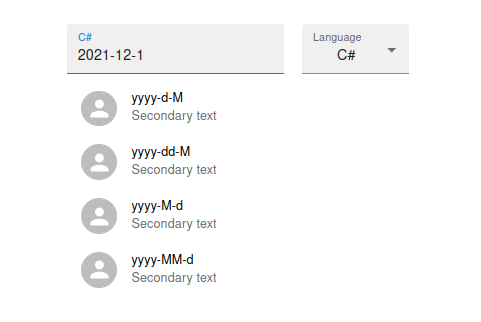 C#
2021-12-1
Language
C#
yyyy-d-M
Secondary text
yyyy-dd-M
Secondary text
yyyy-M-d
Secondary text
yyyy-MM-d
Secondary text